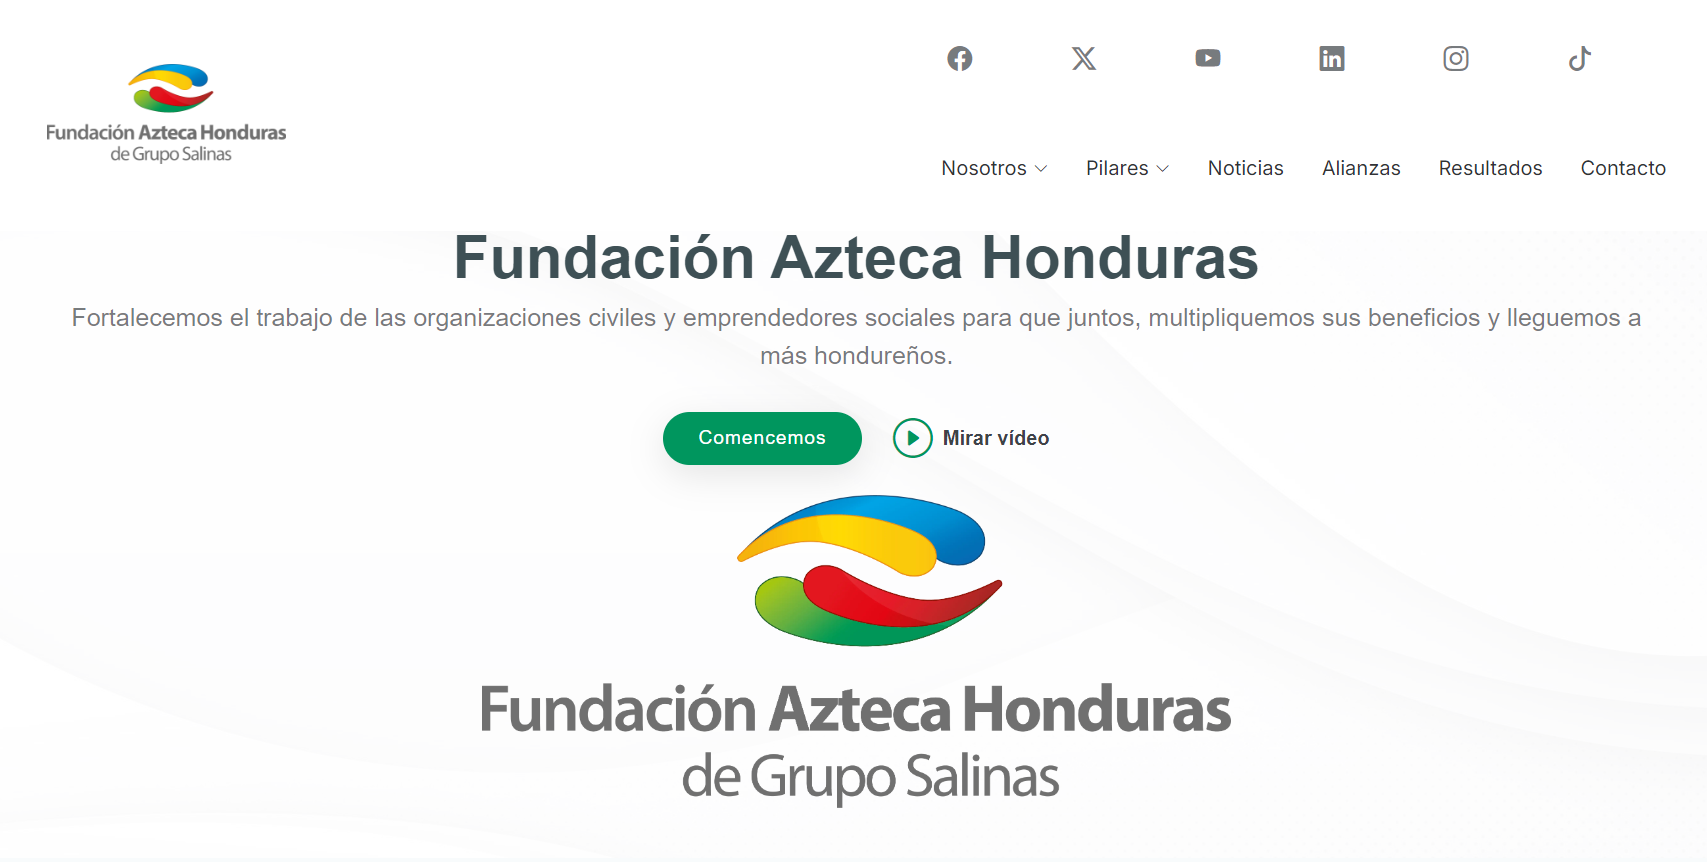 Fundación Azteca Honduras
de Grupo Salinas
Nosotros
Pilares
Noticias
Alianzas
Resultados
Contacto
Fundación Azteca Honduras
Fortalecemos el trabajo de las organizaciones civiles y emprendedores sociales para que juntos, multipliquemos sus beneficios y lleguemos a
más hondureños.
Comencemos
Mirar vídeo
Fundación Azteca Honduras
de Grupo Salinas